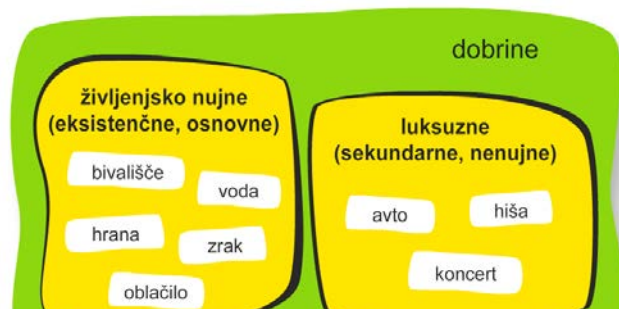 dobrine
življenjsko nujne
(eksistenčne, osnovne)
bivališče
voda
hrana
zrak
oblačilo
luksuzne
(sekundarne, nenujne)
avto
hiša
koncert